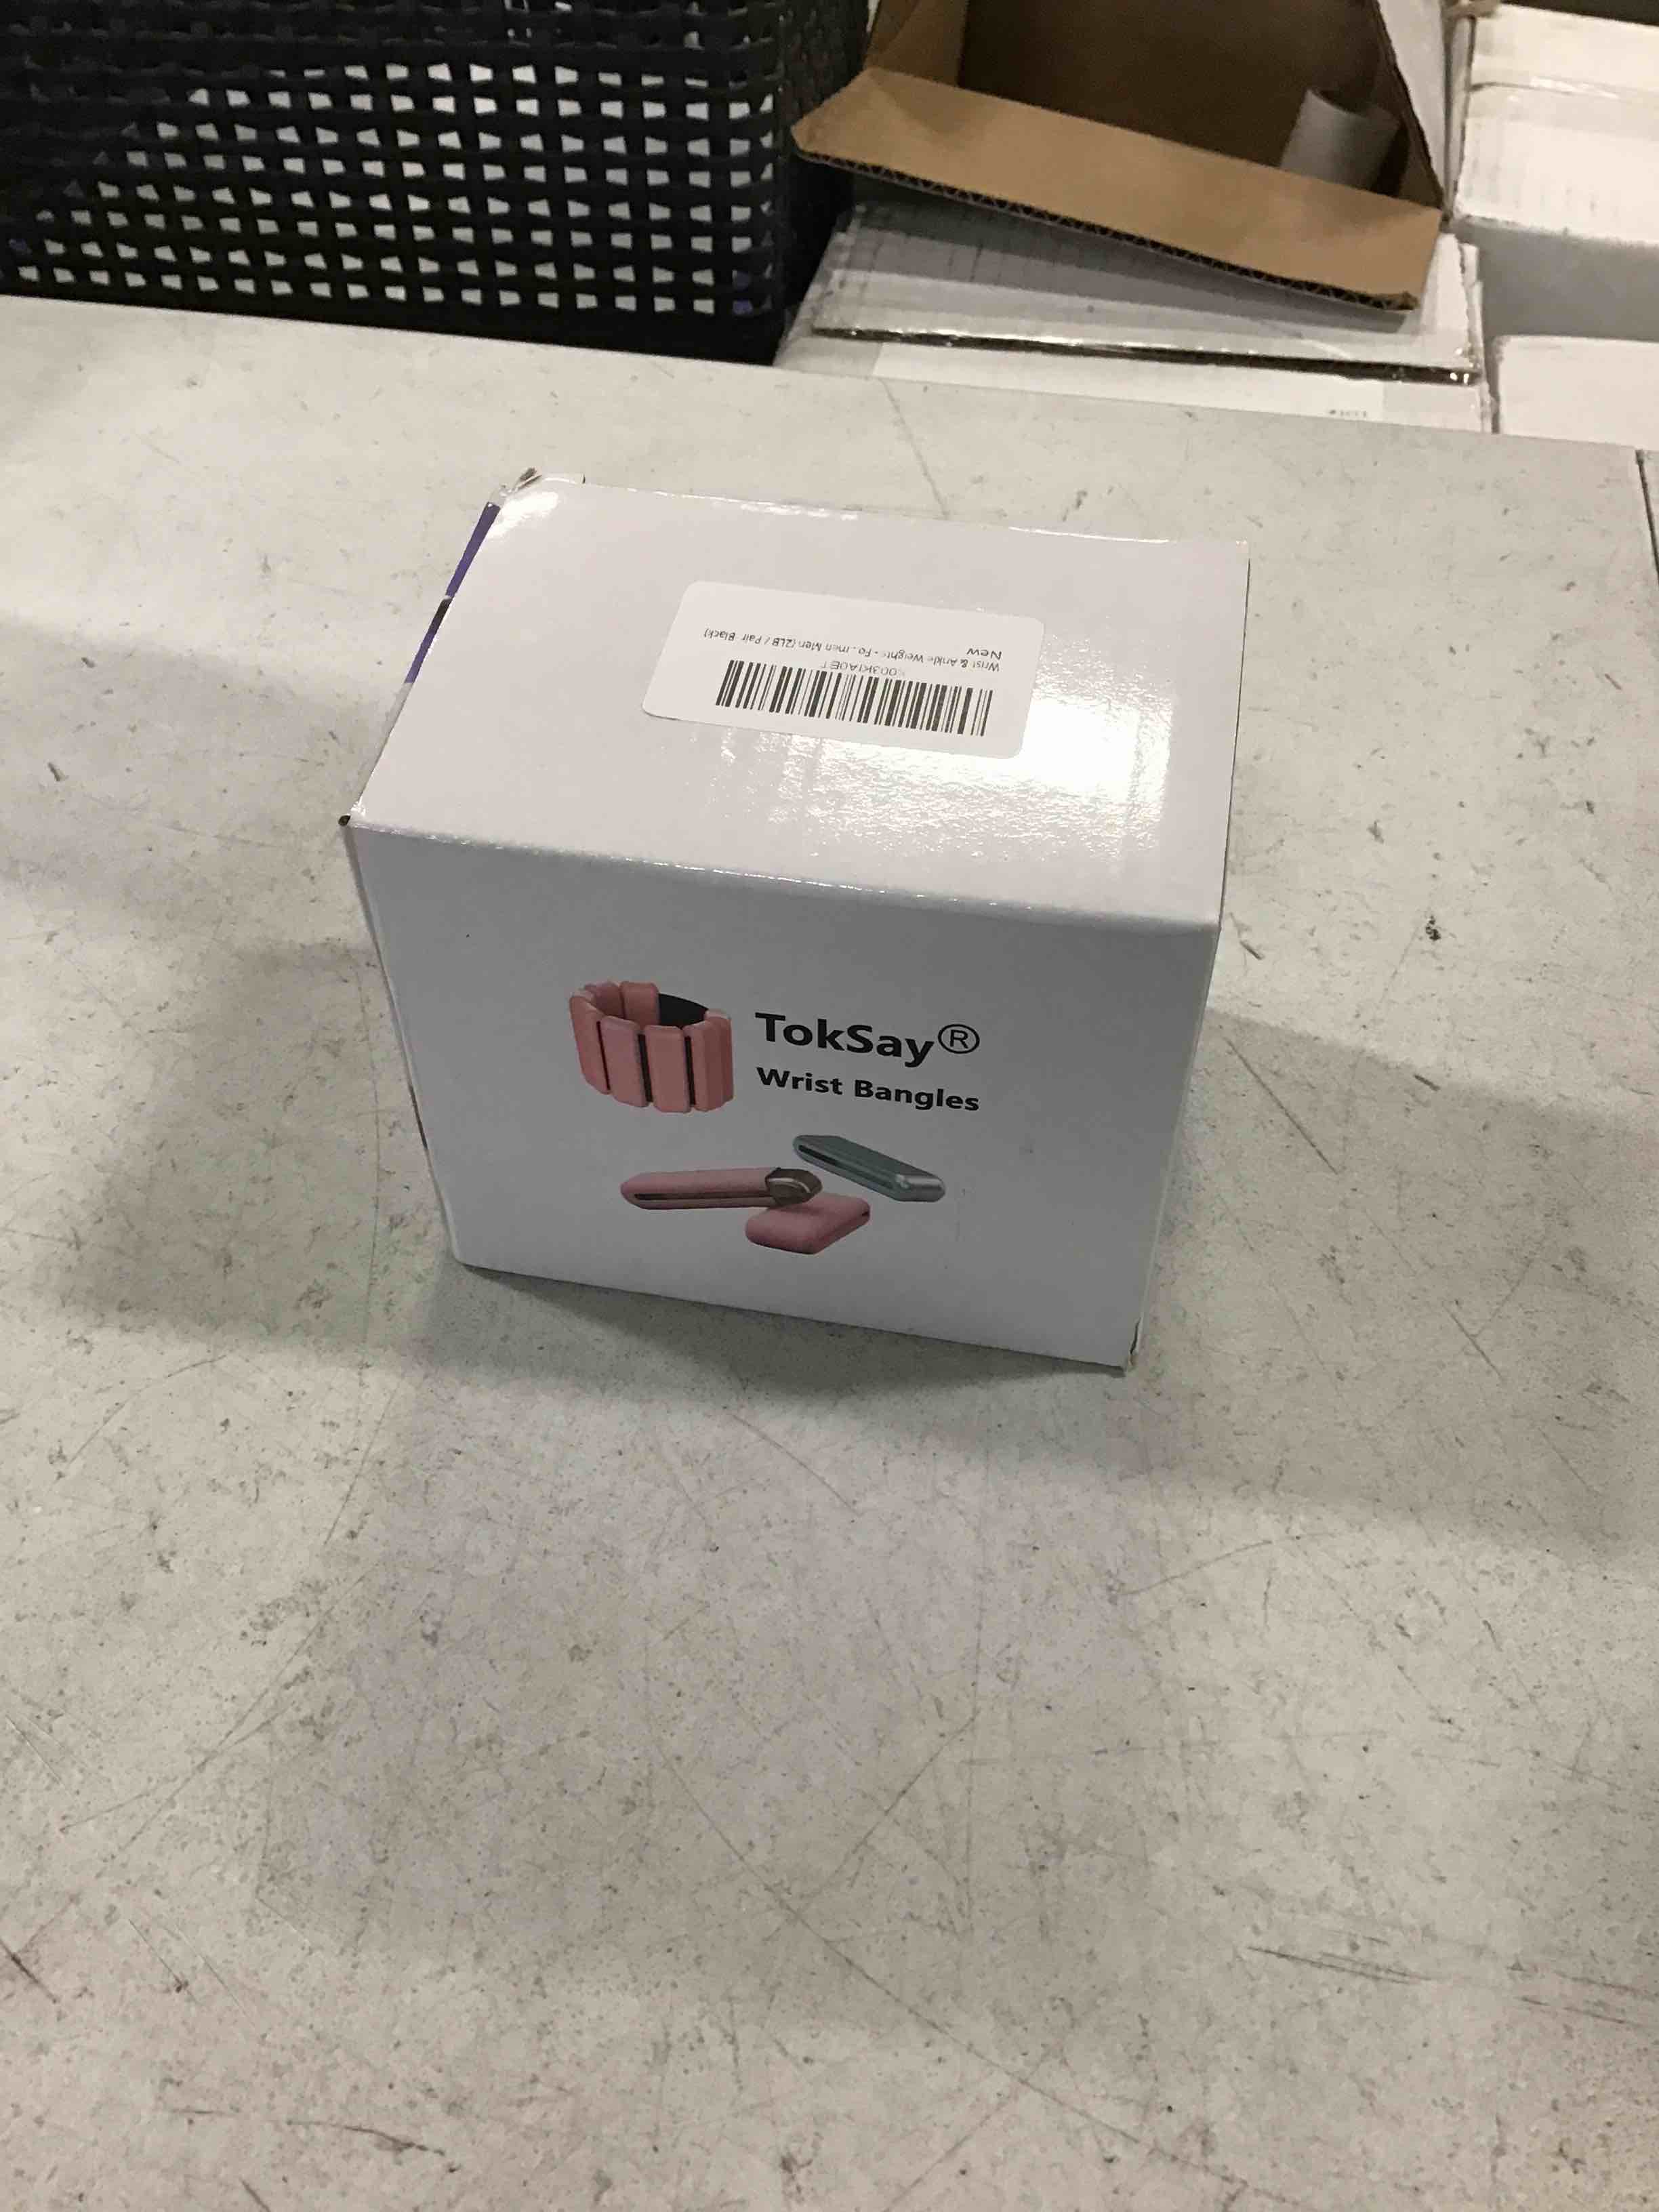 Wrist & Ankle Weights - Fo...men Men (2LB / Pair Black)
New
TokSay®
Wrist Bangles